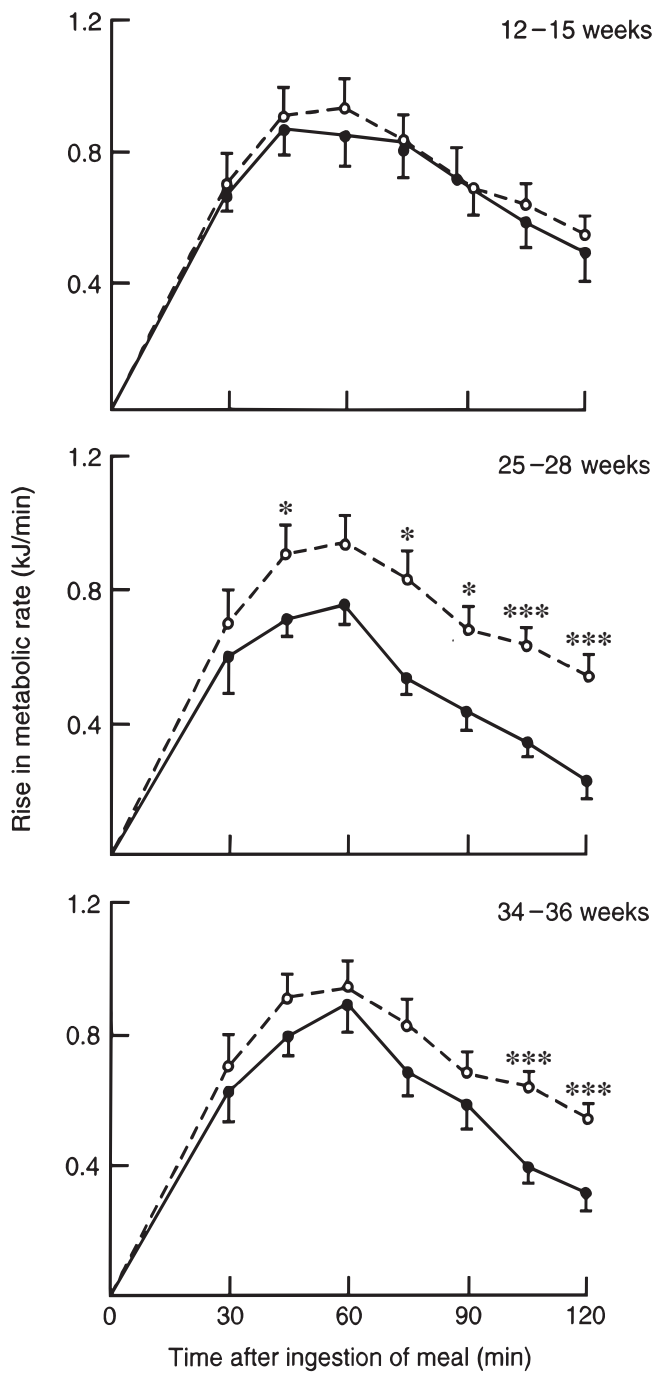 1.2
12–15 weeks
1.0
0.8
0.4
1.2
25–28 weeks
*
*
0.8
*
***
***
0.4
Rise in metabolic rate (kJ/min)
1.2
34–36 weeks
0.8
***
***
0.4
0 30 60 90 120
Time after ingestion of meal (min)